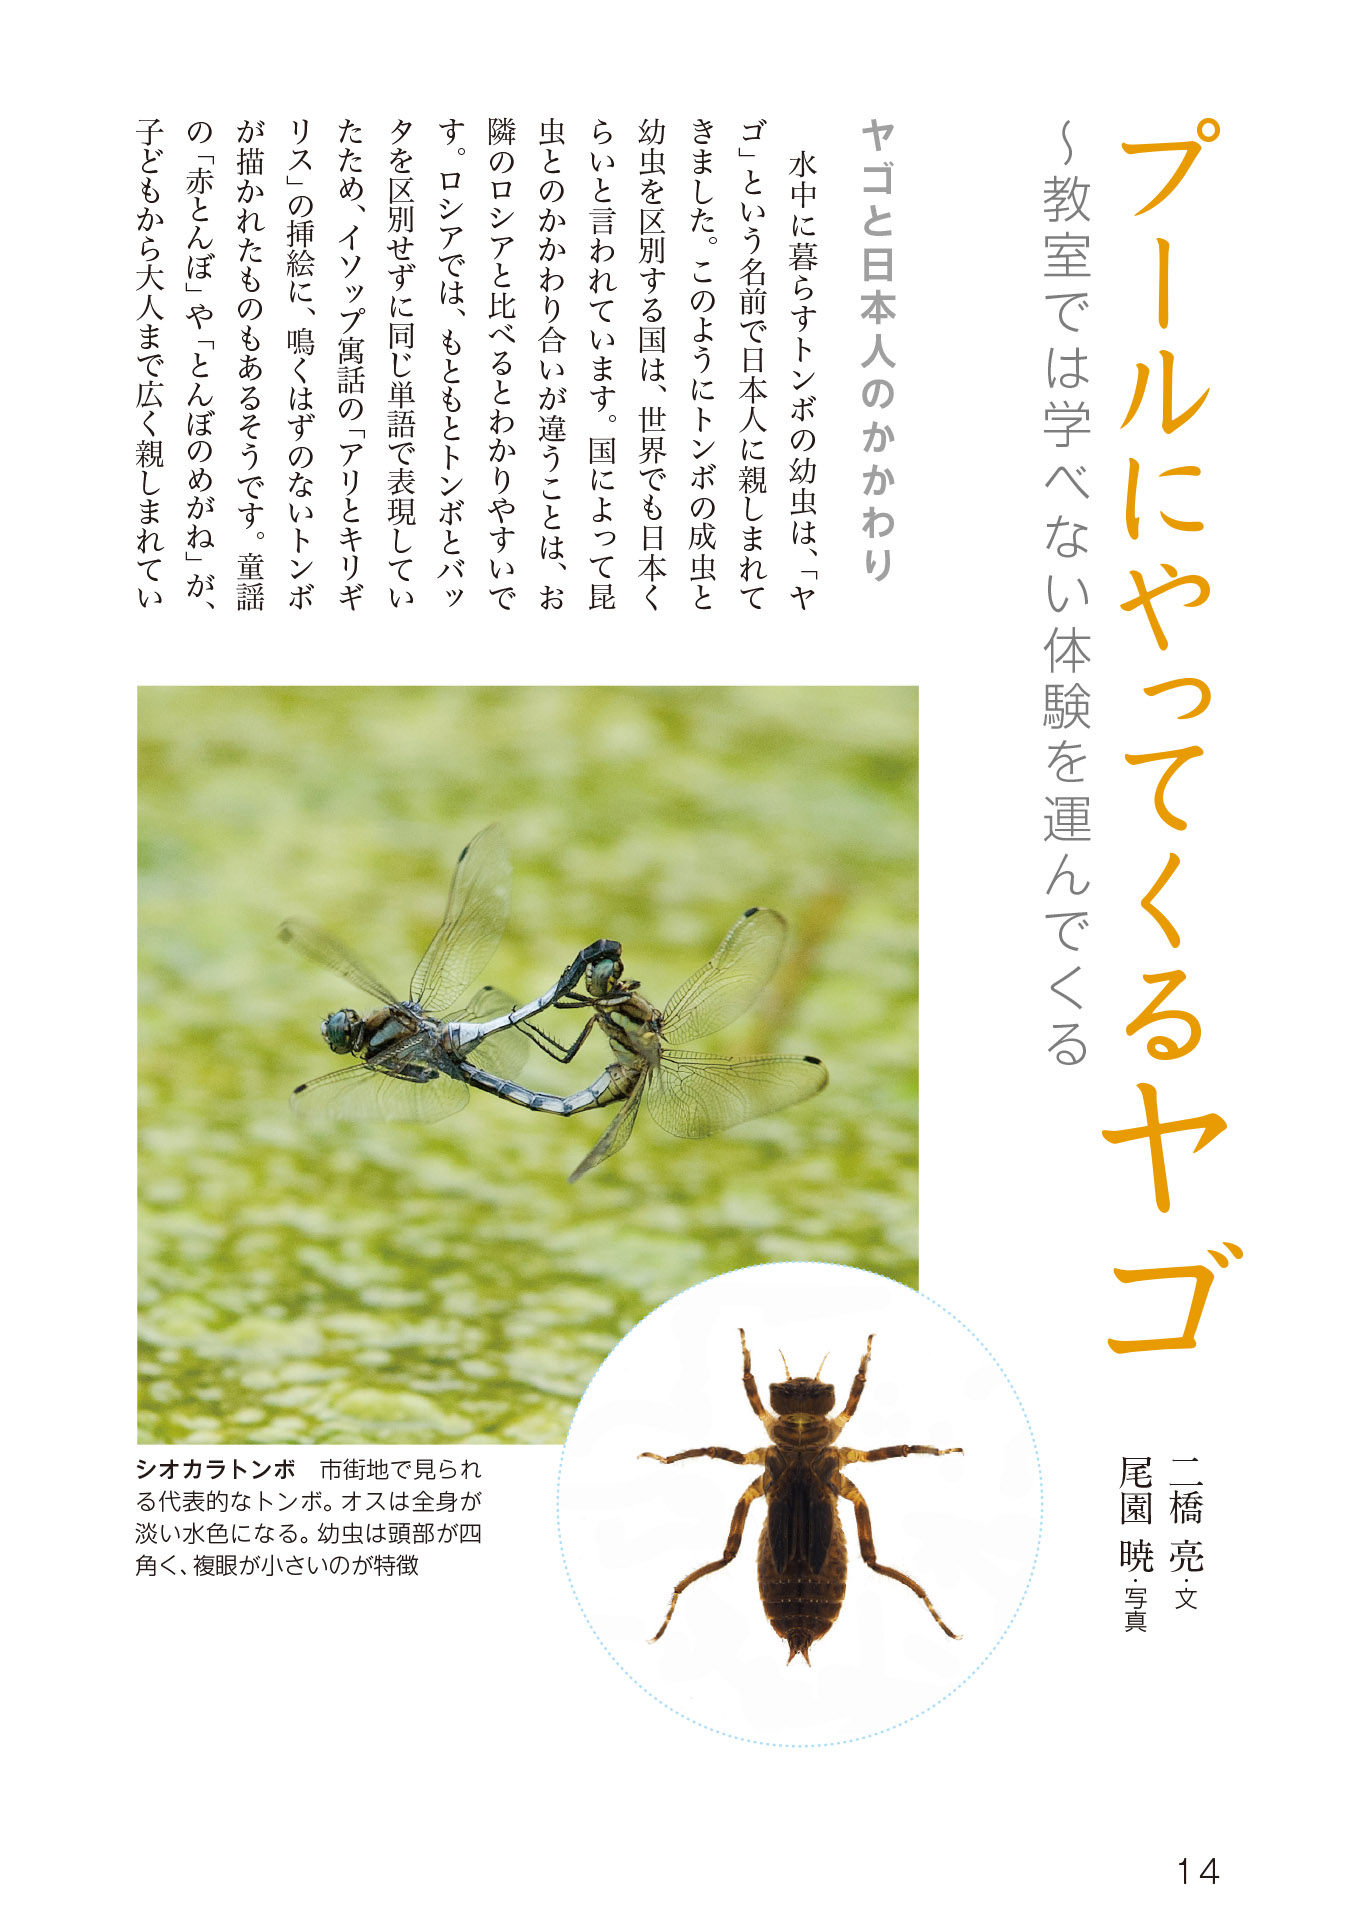 プールにやってくるヤゴ
〜教室では学べない体験を運んでくる
二橋 亮・文
尾園 暁・写真
ヤゴと日本人のかかわり
水中に暮らすトンボの幼虫は、「ヤ
ゴ」という名前で日本人に親しまれて
きました。このようにトンボの成虫と
幼虫を区別する国は、世界でも日本く
らいと言われています。国によって昆
虫とのかかわり合いが違うことは、お
隣のロシアと比べるとわかりやすいで
す。ロシアでは、もともとトンボとバッ
タを区別せずに同じ単語で表現してい
たため、イソップ寓話の「アリとキリギ
リス」の挿絵に、鳴くはずのないトンボ
が描かれたものもあるそうです。童謡
の「赤とんぼ」や「とんぼのめがね」が、
子どもから大人まで広く親しまれてい
シオカラトンボ　市街地で見られ
る代表的なトンボ。オスは全身が
淡い水色になる。幼虫は頭部が四
角く、複眼が小さいのが特徴
14